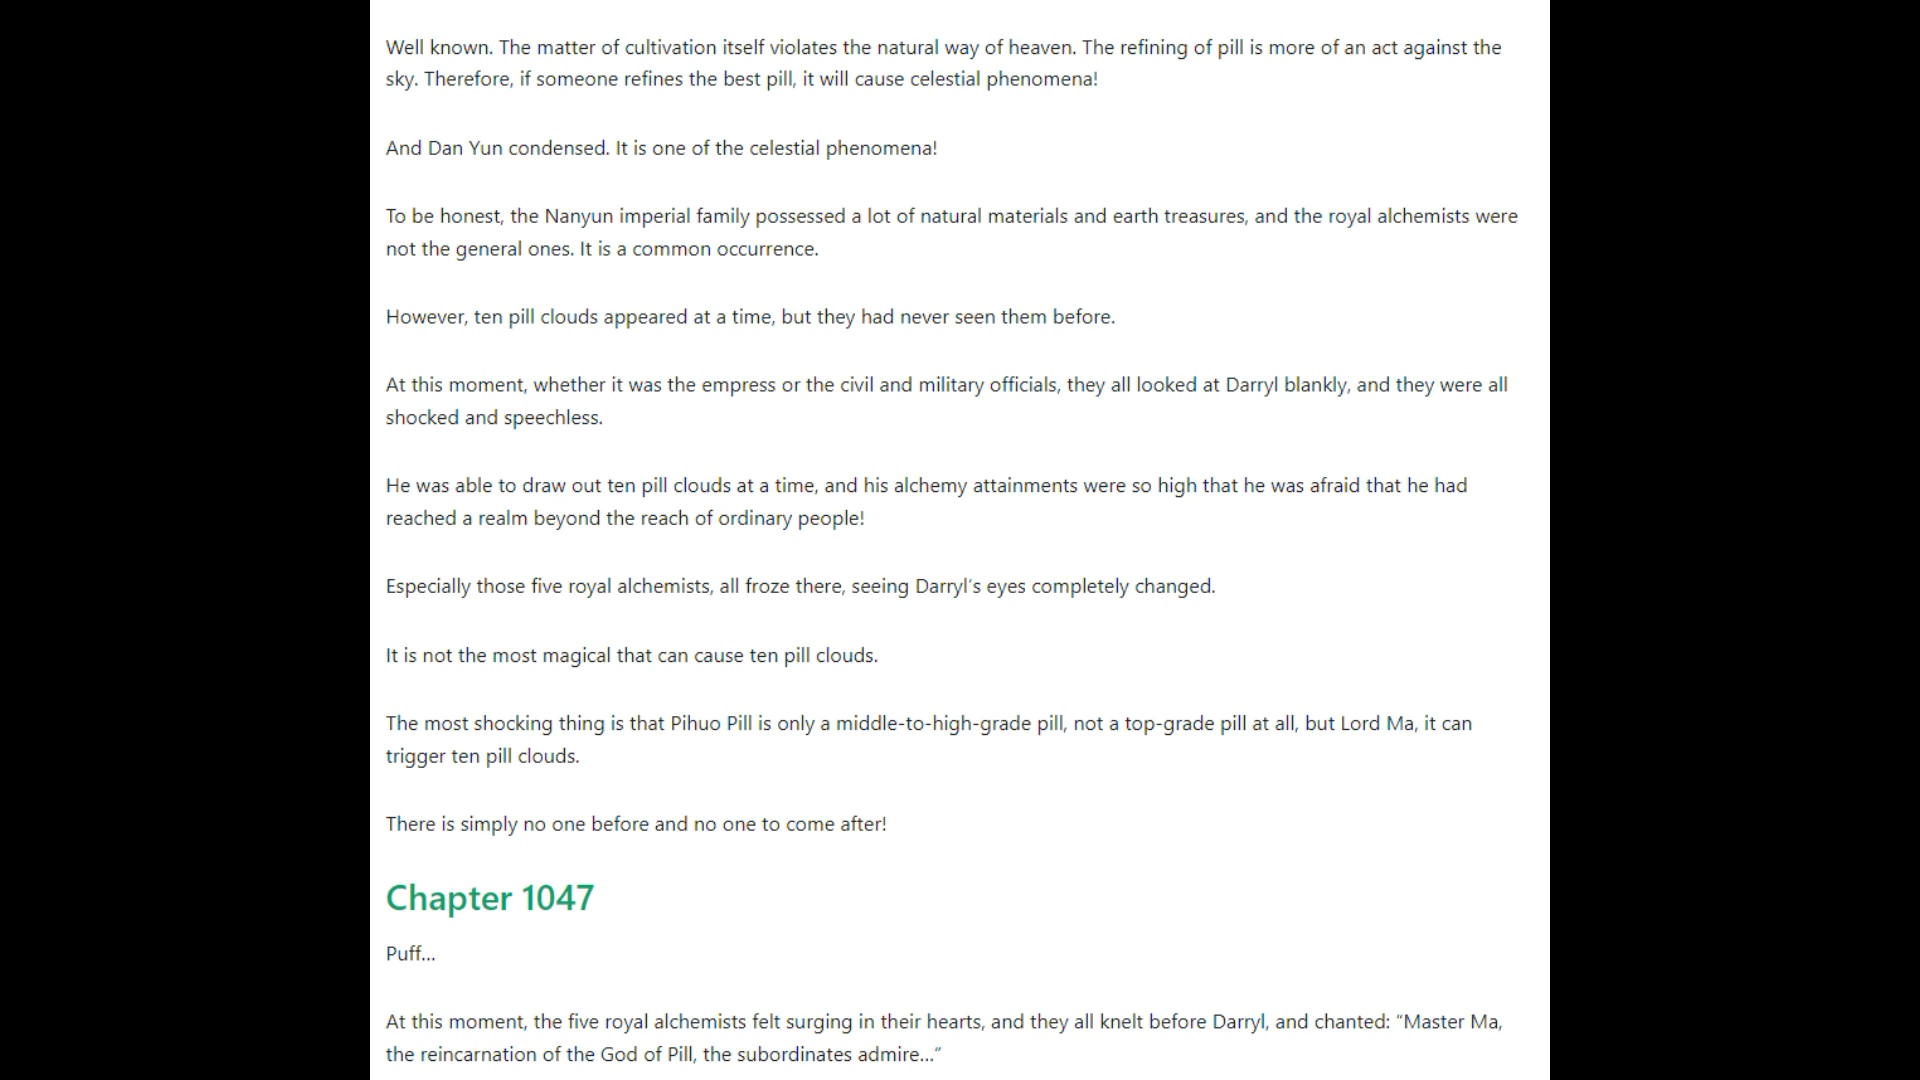 Well known. The matter of cultivation itself violates the natural way of heaven. The refining of pill is more of an act against the
sky. Therefore, if someone refines the best pill, it will cause celestial phenomena!
And Dan Yun condensed. It is one of the celestial phenomena!
To be honest, the Nanyun imperial family possessed a lot of natural materials and earth treasures, and the royal alchemists were
not the general ones. It is a common occurrence.
However, ten pill clouds appeared at a time, but they had never seen them before.
At this moment, whether it was the empress or the civil and military officials, they all looked at Darryl blankly, and they were all
shocked and speechless.
He was able to draw out ten pill clouds at a time, and his alchemy attainments were so high that he was afraid that he had
reached a realm beyond the reach of ordinary people!
Especially those five royal alchemists, all froze there, seeing Darryl’s eyes completely changed.
It is not the most magical that can cause ten pill clouds.
The most shocking thing is that Pihuo Pill is only a middle-to-high-grade pill, not a top-grade pill at all, but Lord Ma, it can
trigger ten pill clouds.
There is simply no one before and no one to come after!
Chapter 1047
Puff…
At this moment, the five royal alchemists felt surging in their hearts, and they all knelt before Darryl, and chanted: “Master Ma,
the reincarnation of the God of Pill, the subordinates admire…”